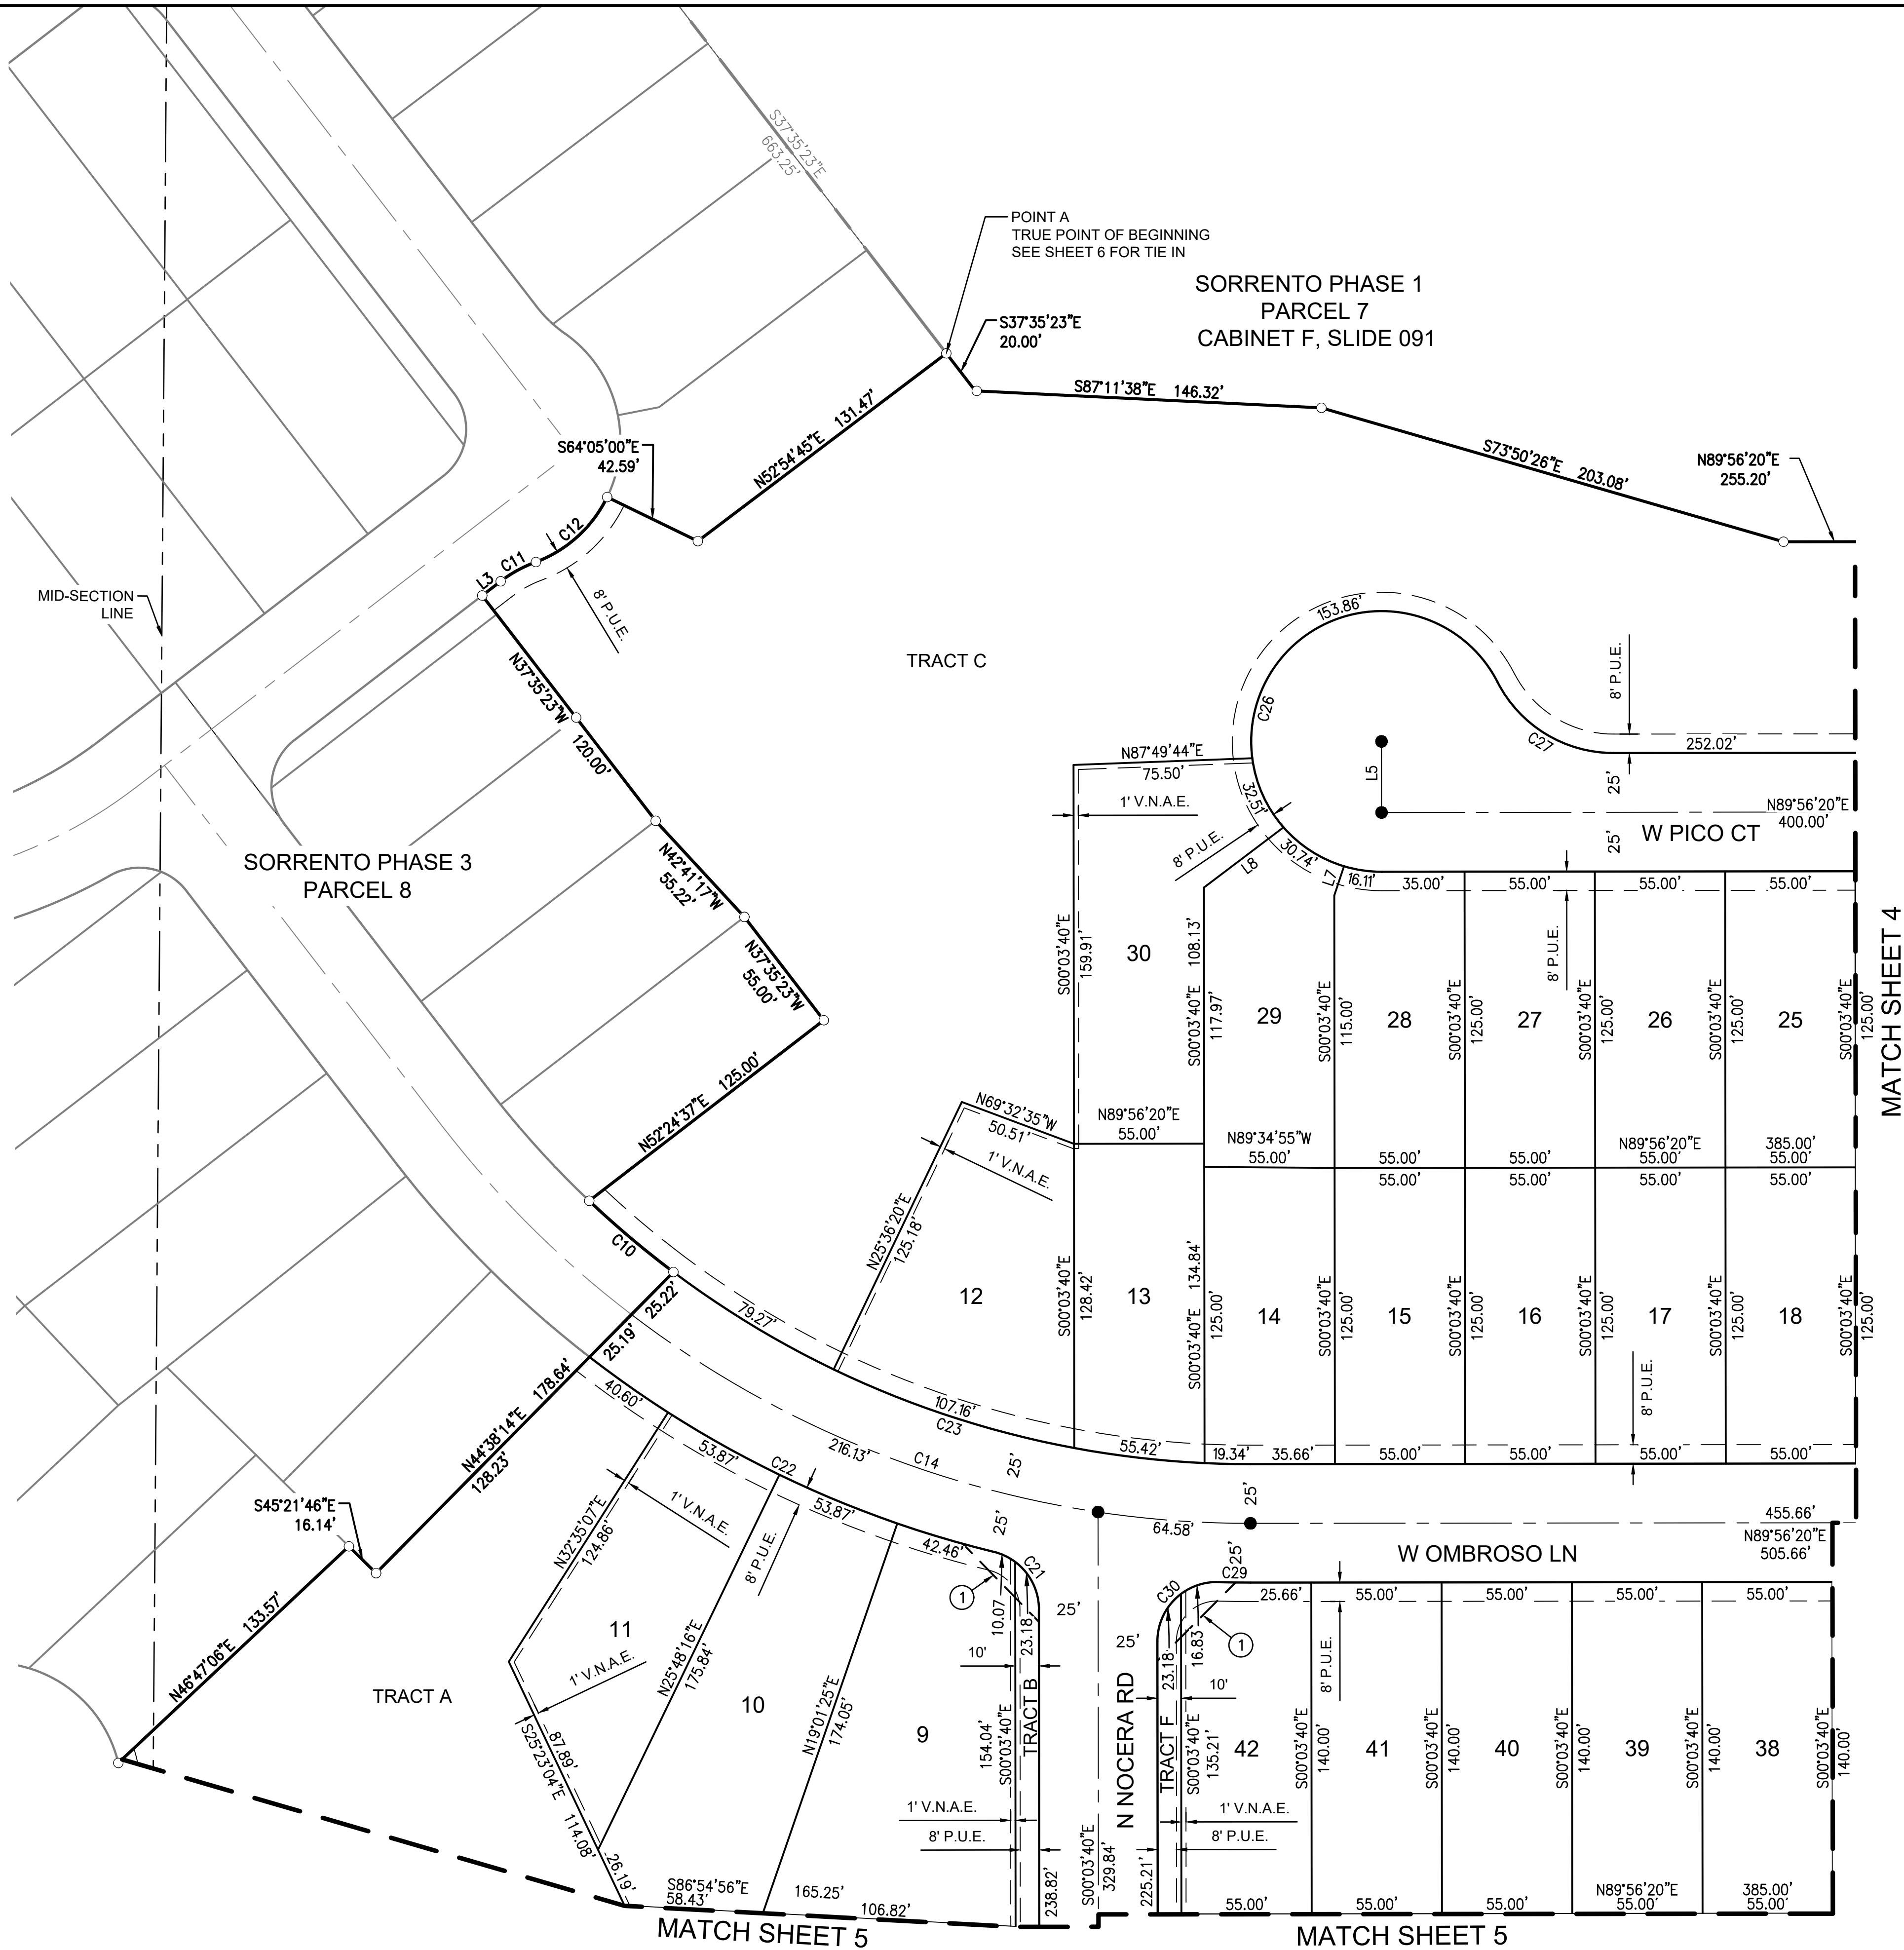 S37°35'23"E
663.25'
POINT A
TRUE POINT OF BEGINNING
SEE SHEET 6 FOR TIE IN
SORRENTO PHASE 1
PARCEL 7
CABINET F, SLIDE 091
S37°35'23"E
20.00'
S87°11'38"E 146.32'
S73°50'26"E 203.08'
N89°56'20"E
255.20'
S64°05'00"E
42.59'
N52°54'45"E 131.47'
C12
C11
L3
8' P.U.E.
MID-SECTION
LINE
N37°35'23"W
120.00'
TRACT C
153.86'
C26
C27
8' P.U.E.
252.02'
25'
L5
N89°56'20"E
400.00'
W PICO CT
25'
N87°49'44"E
75.50'
1' V.N.A.E.
32.51'
8' P.U.E.
L8
30.74'
L7
16.11'
35.00'
55.00'
55.00'
55.00'
8' P.U.E.
SORRENTO PHASE 3
PARCEL 8
N42°41'17"W
55.22'
N37°35'23"W
55.00'
N52°24'37"E 125.00'
S00°03'40"E
159.91'
30
S00°03'40"E 108.13'
117.97'
29
S00°03'40"E
115.00'
28
S00°03'40"E
125.00'
27
S00°03'40"E
125.00'
26
S00°03'40"E
125.00'
25
S00°03'40"E
125.00'
MATCH SHEET 4
N69°32'35"W
50.51'
1' V.N.A.E.
N89°56'20"E
55.00'
N89°34'55"W
55.00'
55.00'
55.00'
N89°56'20"E
55.00'
385.00'
55.00'
55.00'
55.00'
55.00'
55.00'
C10
N25°36'20"E
125.18'
12
S00°03'40"E
128.42'
13
S00°03'40"E 134.84'
125.00'
14
S00°03'40"E
125.00'
15
S00°03'40"E
125.00'
16
S00°03'40"E
125.00'
17
S00°03'40"E
125.00'
18
S00°03'40"E
125.00'
8' P.U.E.
79.27'
25.22'
25.19'
N44°38'14"E 178.64'
128.23'
107.16'
C23
55.42'
19.34'
35.66'
55.00'
55.00'
55.00'
55.00'
216.13'
C14
25'
40.60'
53.87'
C22
53.87'
42.46'
25'
C21
64.58'
25'
455.66'
N89°56'20"E
505.66'
W OMBROSO LN
S45°21'46"E
16.14'
N46°47'06"E 133.57'
TRACT A
N32°35'07"E
124.86'
1' V.N.A.E.
8' P.U.E.
11
1' V.N.A.E.
87.89'
S25°23'04"E 114.08'
26.19'
N25°48'16"E
175.84'
10
N19°01'25"E
174.05'
9
154.04'
S00°03'40"E
10.07
1
23.18
10'
TRACT B
1' V.N.A.E.
8' P.U.E.
238.82'
25'
25'
N NOCERA RD
S00°03'40"E
329.84'
C30
C29
25'
23.18
16.83
1
10'
TRACT F
S00°03'40"E
135.21'
225.21'
1' V.N.A.E.
8' P.U.E.
25.66'
55.00'
55.00'
55.00'
55.00'
8' P.U.E.
42
S00°03'40"E
140.00'
41
S00°03'40"E
140.00'
40
S00°03'40"E
140.00'
39
S00°03'40"E
140.00'
38
S00°03'40"E
140.00'
S86°54'56"E
58.43'
165.25'
106.82'
55.00'
55.00'
55.00'
N89°56'20"E
55.00'
385.00'
55.00'
MATCH SHEET 5
MATCH SHEET 5